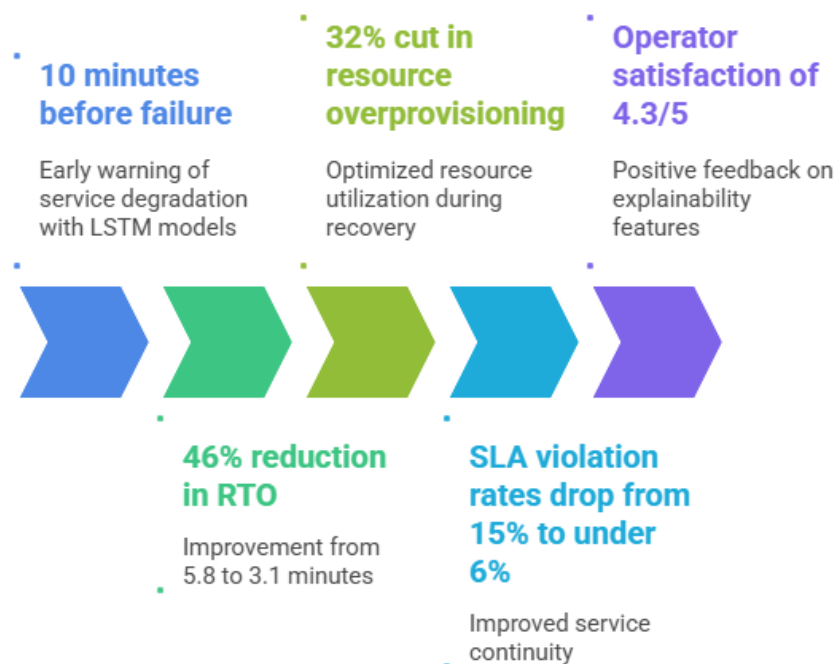 10 minutes
before failure
Early warning of
service degradation
with LSTM models
46% reduction
in RTO
Improvement from
5.8 to 3.1 minutes
32% cut in
resource
overprovisioning
Optimized resource
utilization during
recovery
SLA violation
rates drop from
15% to under
6%
Improved service
continuity
Operator
satisfaction of
4.3/5
Positive feedback on
explainability
features